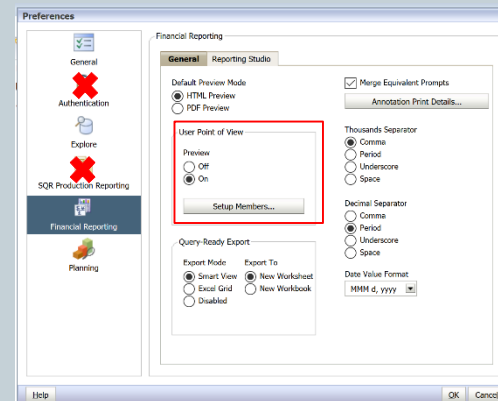 Preferences
General
Authentication
Explore
SQR Production Reporting
Financial Reporting
Planning
Financial Reporting
General Reporting Studio
Default Preview Mode
HTML Preview
PDF Preview
User Point of View
Preview
Off
On
Setup Members...
Query-Ready Export
Export Mode Export To
Smart View New Worksheet
Excel Grid New Workbook
Disabled
Merge Equivalent Prompts
Annotation Print Details...
Thousands Separator
Comma
Period
Underscore
Space
Decimal Separator
Comma
Period
Underscore
Space
Date Value Format
MMM d, yyyy
Help OK Cancel